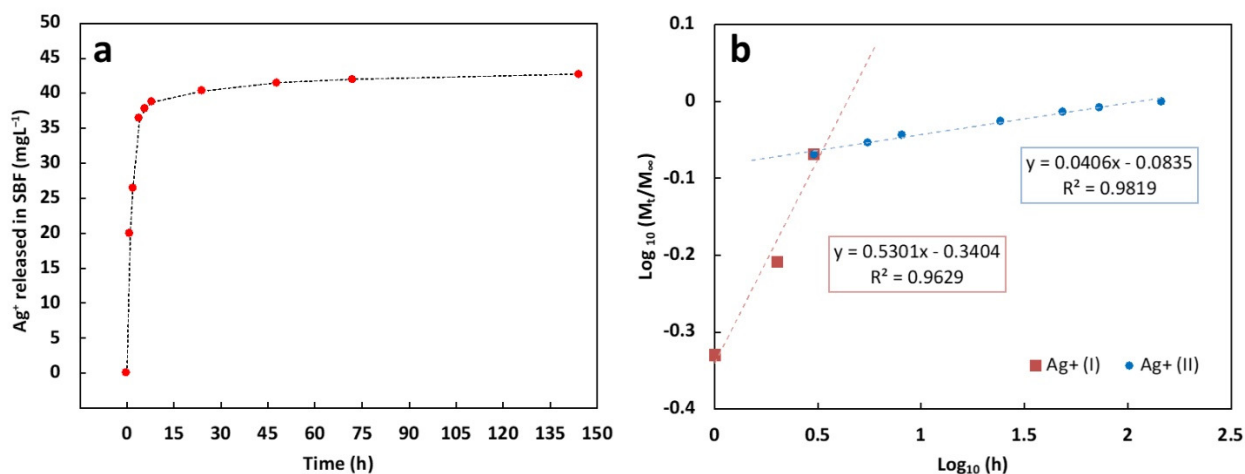 a
50
45
40
35
30
25
20
15
10
5
0
Ag⁺ released in SBF (mgL⁻¹)
0 15 30 45 60 75 90 105 120 135 150
Time (h)
b
0.1
0
-0.1
-0.2
-0.3
-0.4
Log ₁₀ (Mₜ/M∞)
y = 0.0406x - 0.0835
R² = 0.9819
y = 0.5301x - 0.3404
R² = 0.9629
Ag+ (I) Ag+ (II)
0 0.5 1 1.5 2 2.5
Log₁₀ (h)